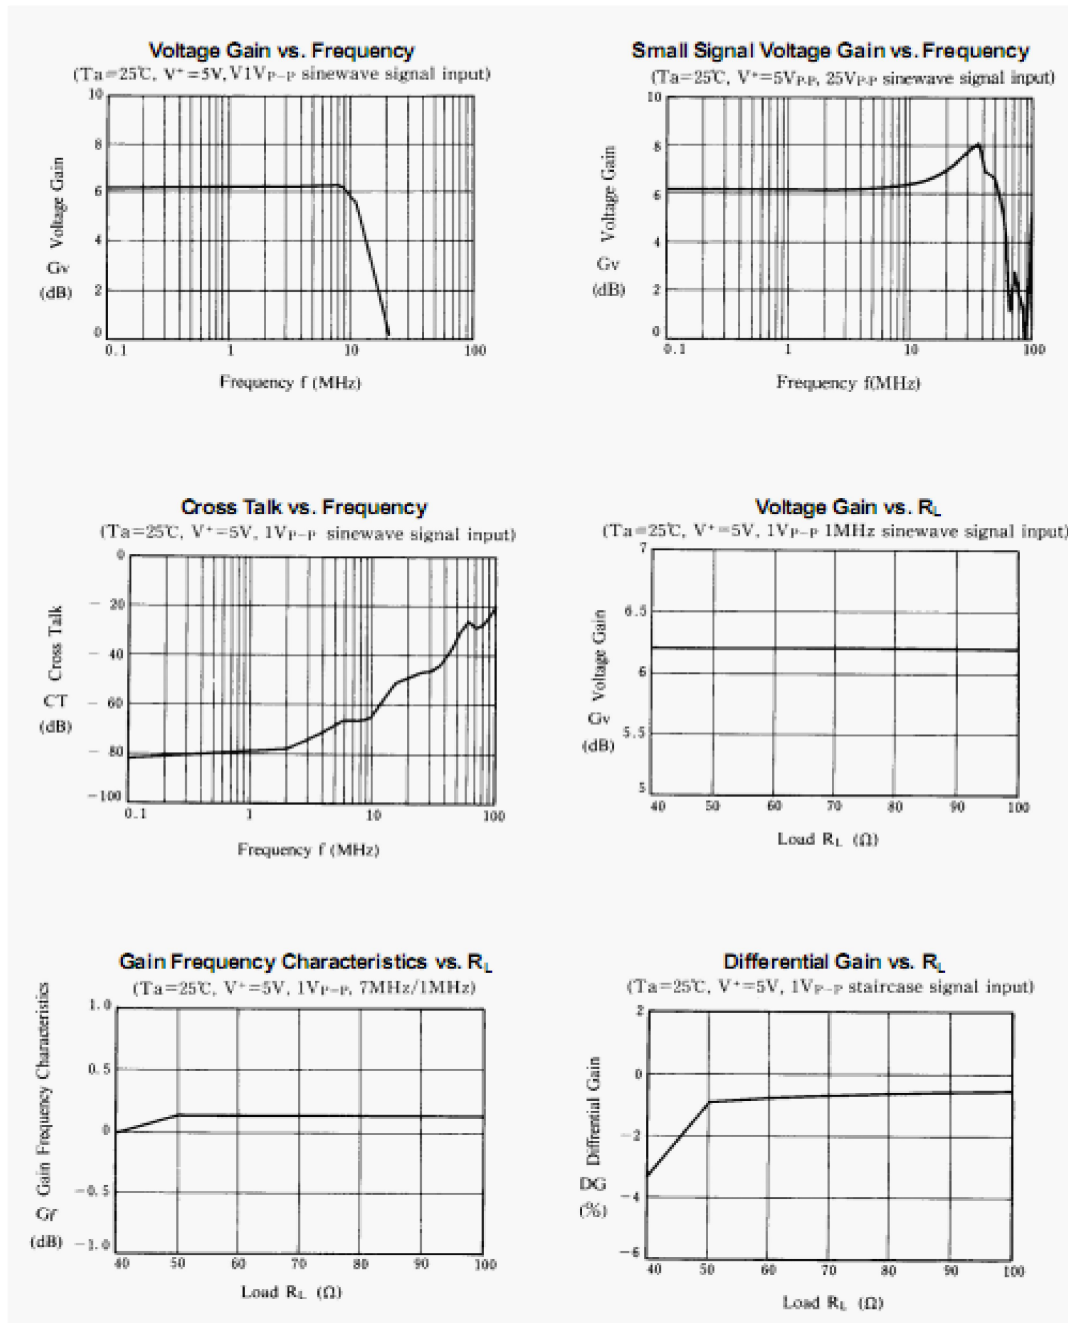 Voltage Gain vs. Frequency
(Ta=25℃, V⁺=5V, V1VP-P sinewave signal input)
10
8
6
4
2
0
Voltage Gain
Gv
(dB)
0.1 1 10 100
Frequency f (MHz)
Small Signal Voltage Gain vs. Frequency
(Ta=25℃, V⁺=5VP-P, 25VP-P sinewave signal input)
10
8
6
4
2
0
Voltage Gain
Gv
(dB)
0.1 1 10 100
Frequency f(MHz)
Cross Talk vs. Frequency
(Ta=25℃, V⁺=5V, 1VP-P sinewave signal input)
0
- 20
- 40
- 60
- 80
-100
Cross Talk
CT
(dB)
0.1 1 10 100
Frequency f (MHz)
Voltage Gain vs. RL
(Ta=25℃, V⁺=5V, 1VP-P 1MHz sinewave signal input)
7
6.5
6
5.5
5
Voltage Gain
Gv
(dB)
40 50 60 70 80 90 100
Load RL (Ω)
Gain Frequency Characteristics vs. RL
(Ta=25℃, V⁺=5V, 1VP-P, 7MHz/1MHz)
1.0
0.5
0
-0.5
-1.0
Gain Frequency Characteristics
Gf
(dB)
40 50 60 70 80 90 100
Load RL (Ω)
Differential Gain vs. RL
(Ta=25℃, V⁺=5V, 1VP-P staircase signal input)
2
0
-2
-4
-6
Diffrential Gain
DG
(%)
40 50 60 70 80 90 100
Load RL (Ω)